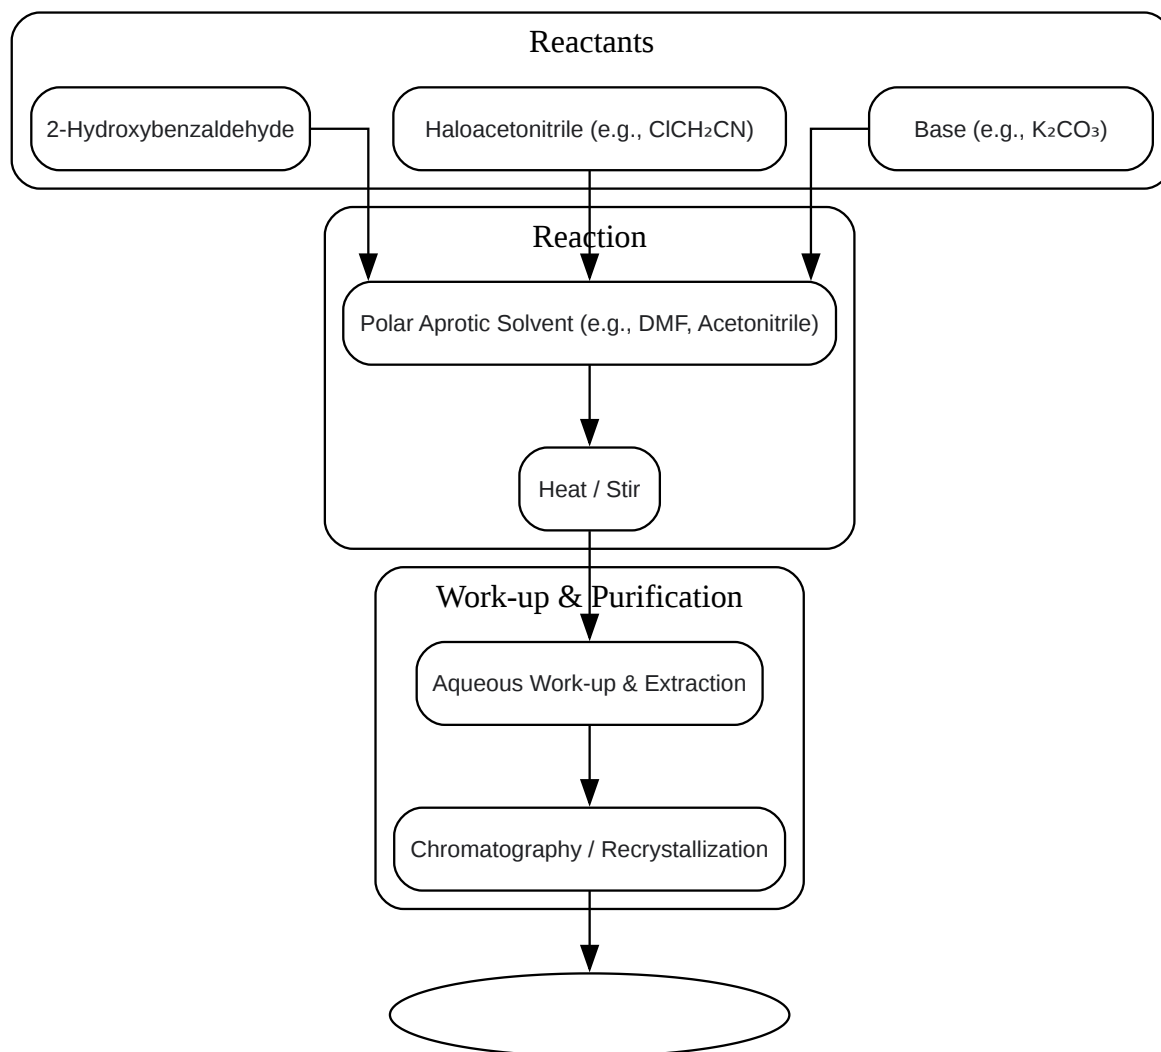 Reactants
2-Hydroxybenzaldehyde
Haloacetonitrile (e.g., ClCH₂CN)
Base (e.g., K₂CO₃)
Reaction
Polar Aprotic Solvent (e.g., DMF, Acetonitrile)
Heat / Stir
Work-up & Purification
Aqueous Work-up & Extraction
Chromatography / Recrystallization